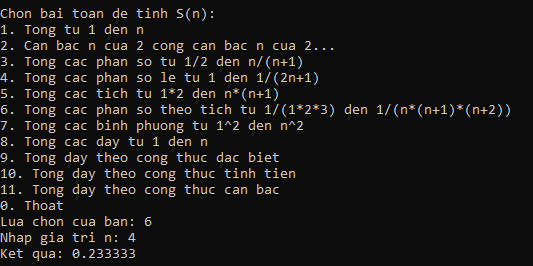 Chon bai toan de tinh S(n):
1. Tong tu 1 den n
2. Can bac n cua 2 cong can bac n cua 2...
3. Tong cac phan so tu 1/2 den n/(n+1)
4. Tong cac phan so le tu 1 den 1/(2n+1)
5. Tong cac tich tu 1*2 den n*(n+1)
6. Tong cac phan so theo tich tu 1/(1*2*3) den 1/(n*(n+1)*(n+2))
7. Tong cac binh phuong tu 1^2 den n^2
8. Tong cac day tu 1 den n
9. Tong day theo cong thuc dac biet
10. Tong day theo cong thuc tinh tien
11. Tong day theo cong thuc can bac
0. Thoat
Lua chon cua ban: 6
Nhap gia tri n: 4
Ket qua: 0.233333